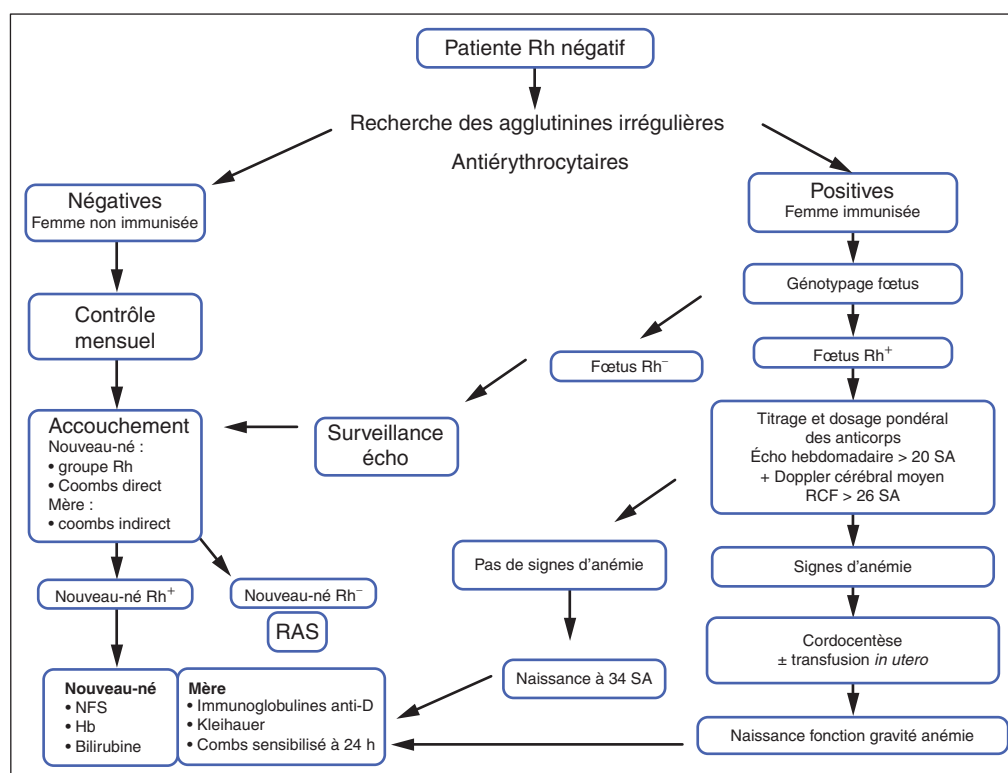 Patiente Rh négatif
Recherche des agglutinines irrégulières
Antiérythrocytaires
Négatives
Femme non immunisée
Positives
Femme immunisée
Contrôle
mensuel
Génotypage fœtus
Fœtus Rh⁻
Fœtus Rh⁺
Accouchement
Nouveau-né :
• groupe Rh
• Coombs direct
Mère :
• coombs indirect
Surveillance
écho
Titrage et dosage pondéral
des anticorps
Écho hebdomadaire > 20 SA
+ Doppler cérébral moyen
RCF > 26 SA
Pas de signes d'anémie
Signes d'anémie
Nouveau-né Rh⁺
Nouveau-né Rh⁻
RAS
Cordocentèse
± transfusion in utero
Naissance à 34 SA
Nouveau-né
• NFS
• Hb
• Bilirubine
Mère
• Immunoglobulines anti-D
• Kleihauer
• Combs sensibilisé à 24 h
Naissance fonction gravité anémie